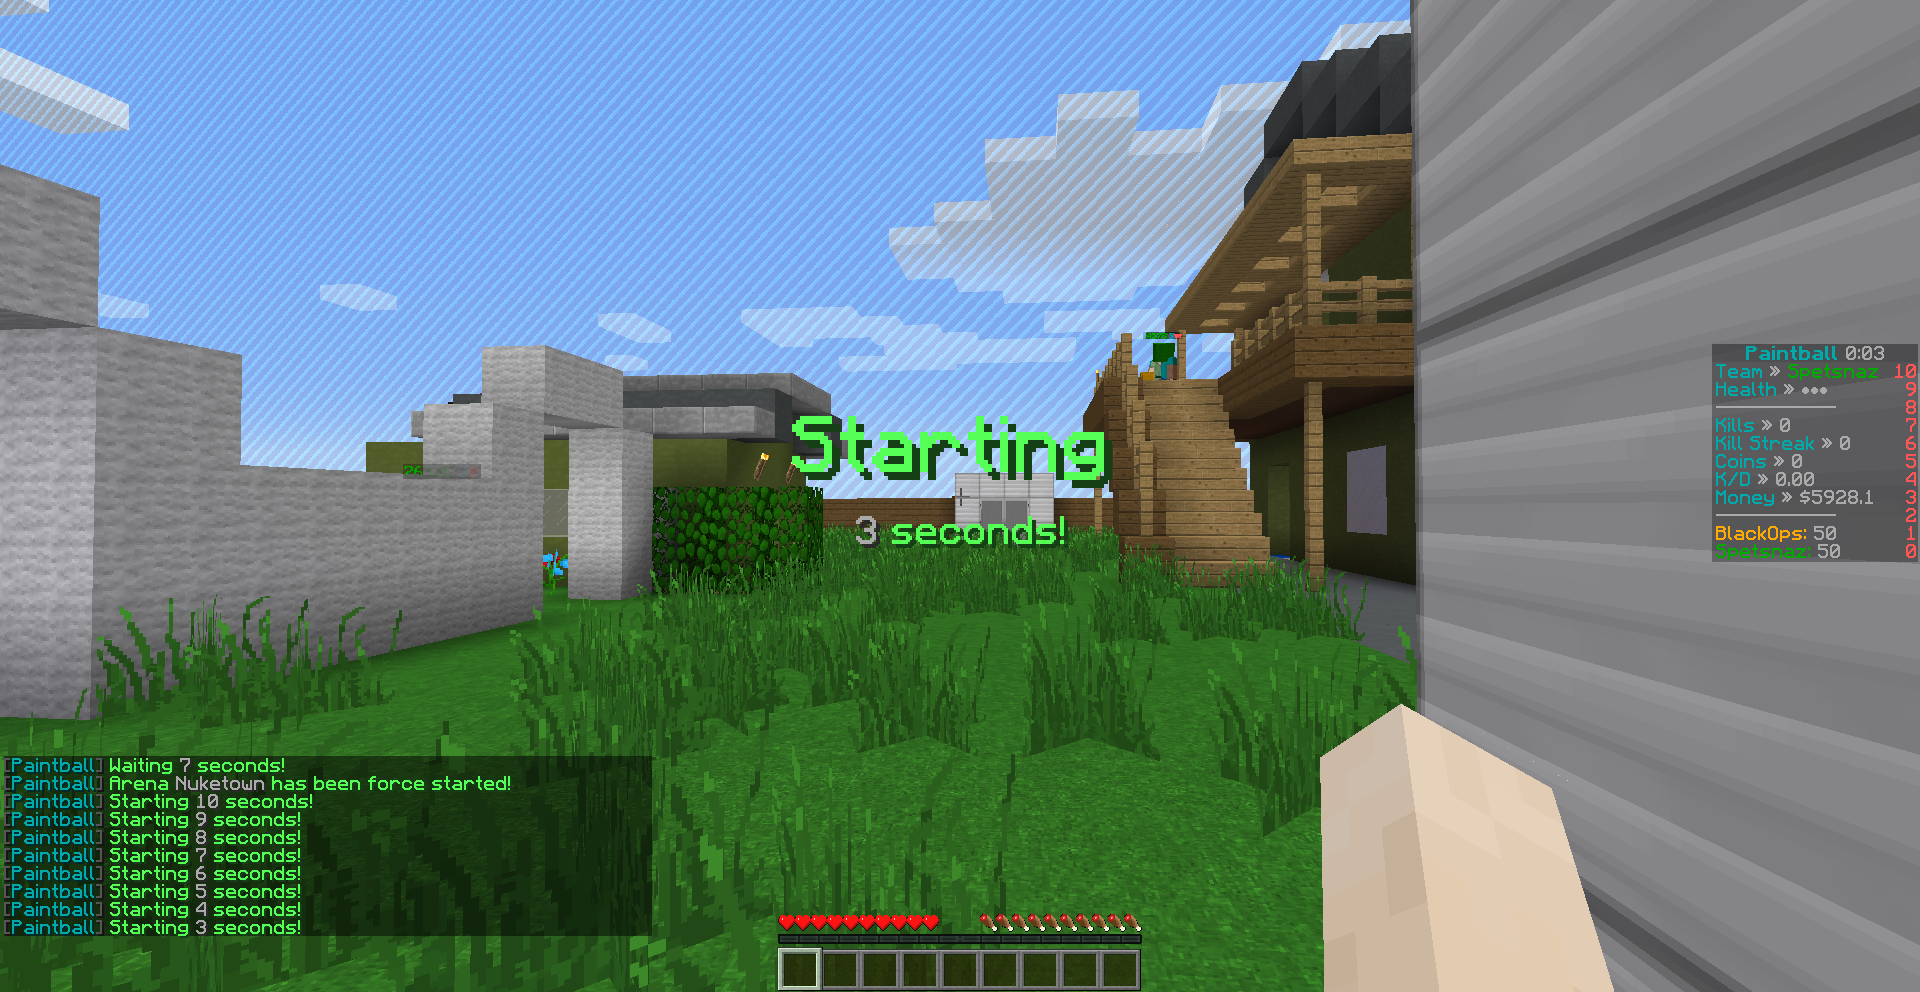 Starting
3 seconds!
Paintball 0:03
Team » Spetsnaz 10
Health » ●●● 9
8
Kills » 0 7
Kill Streak » 0 6
Coins » 0 5
K/D » 0.00 4
Money » $5928.1 3
2
BlackOps: 50 1
Spetsnaz: 50 0
[Paintball] Waiting 7 seconds!
[Paintball] Arena Nuketown has been force started!
[Paintball] Starting 10 seconds!
[Paintball] Starting 9 seconds!
[Paintball] Starting 8 seconds!
[Paintball] Starting 7 seconds!
[Paintball] Starting 6 seconds!
[Paintball] Starting 5 seconds!
[Paintball] Starting 4 seconds!
[Paintball] Starting 3 seconds!